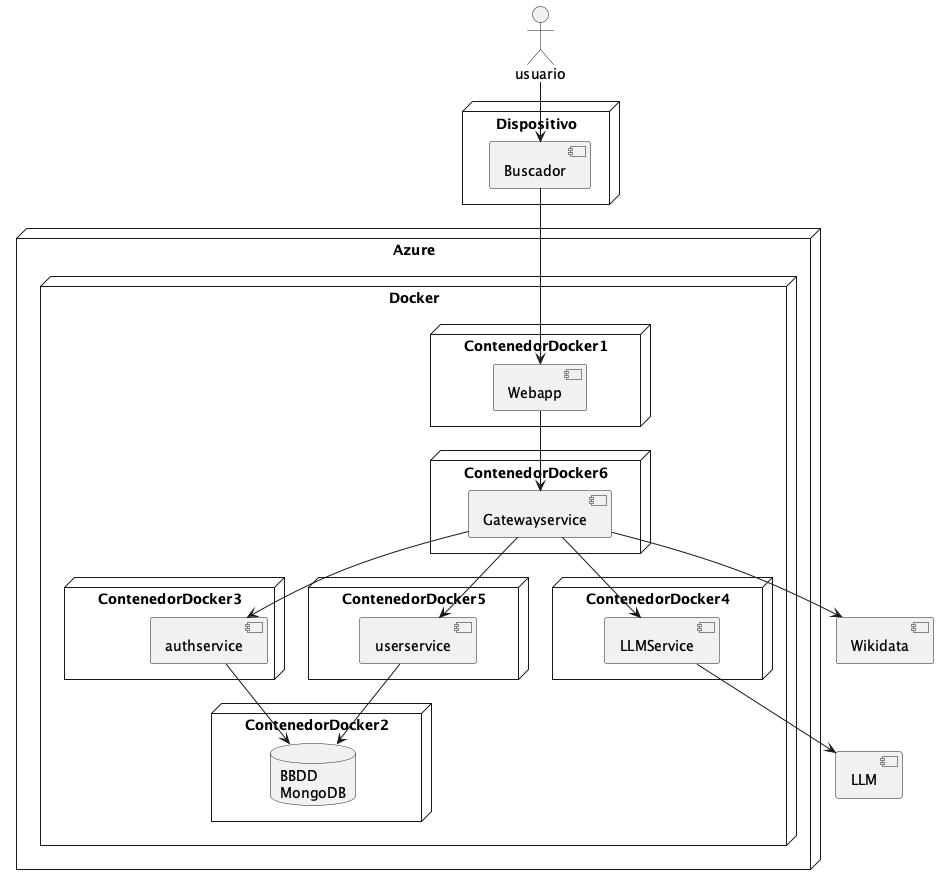 usuario
Dispositivo
Buscador
Azure
Docker
ContenedorDocker1
Webapp
ContenedorDocker6
Gatewayservice
ContenedorDocker3
authservice
ContenedorDocker5
userservice
ContenedorDocker4
LLMService
Wikidata
ContenedorDocker2
BBDD
MongoDB
LLM